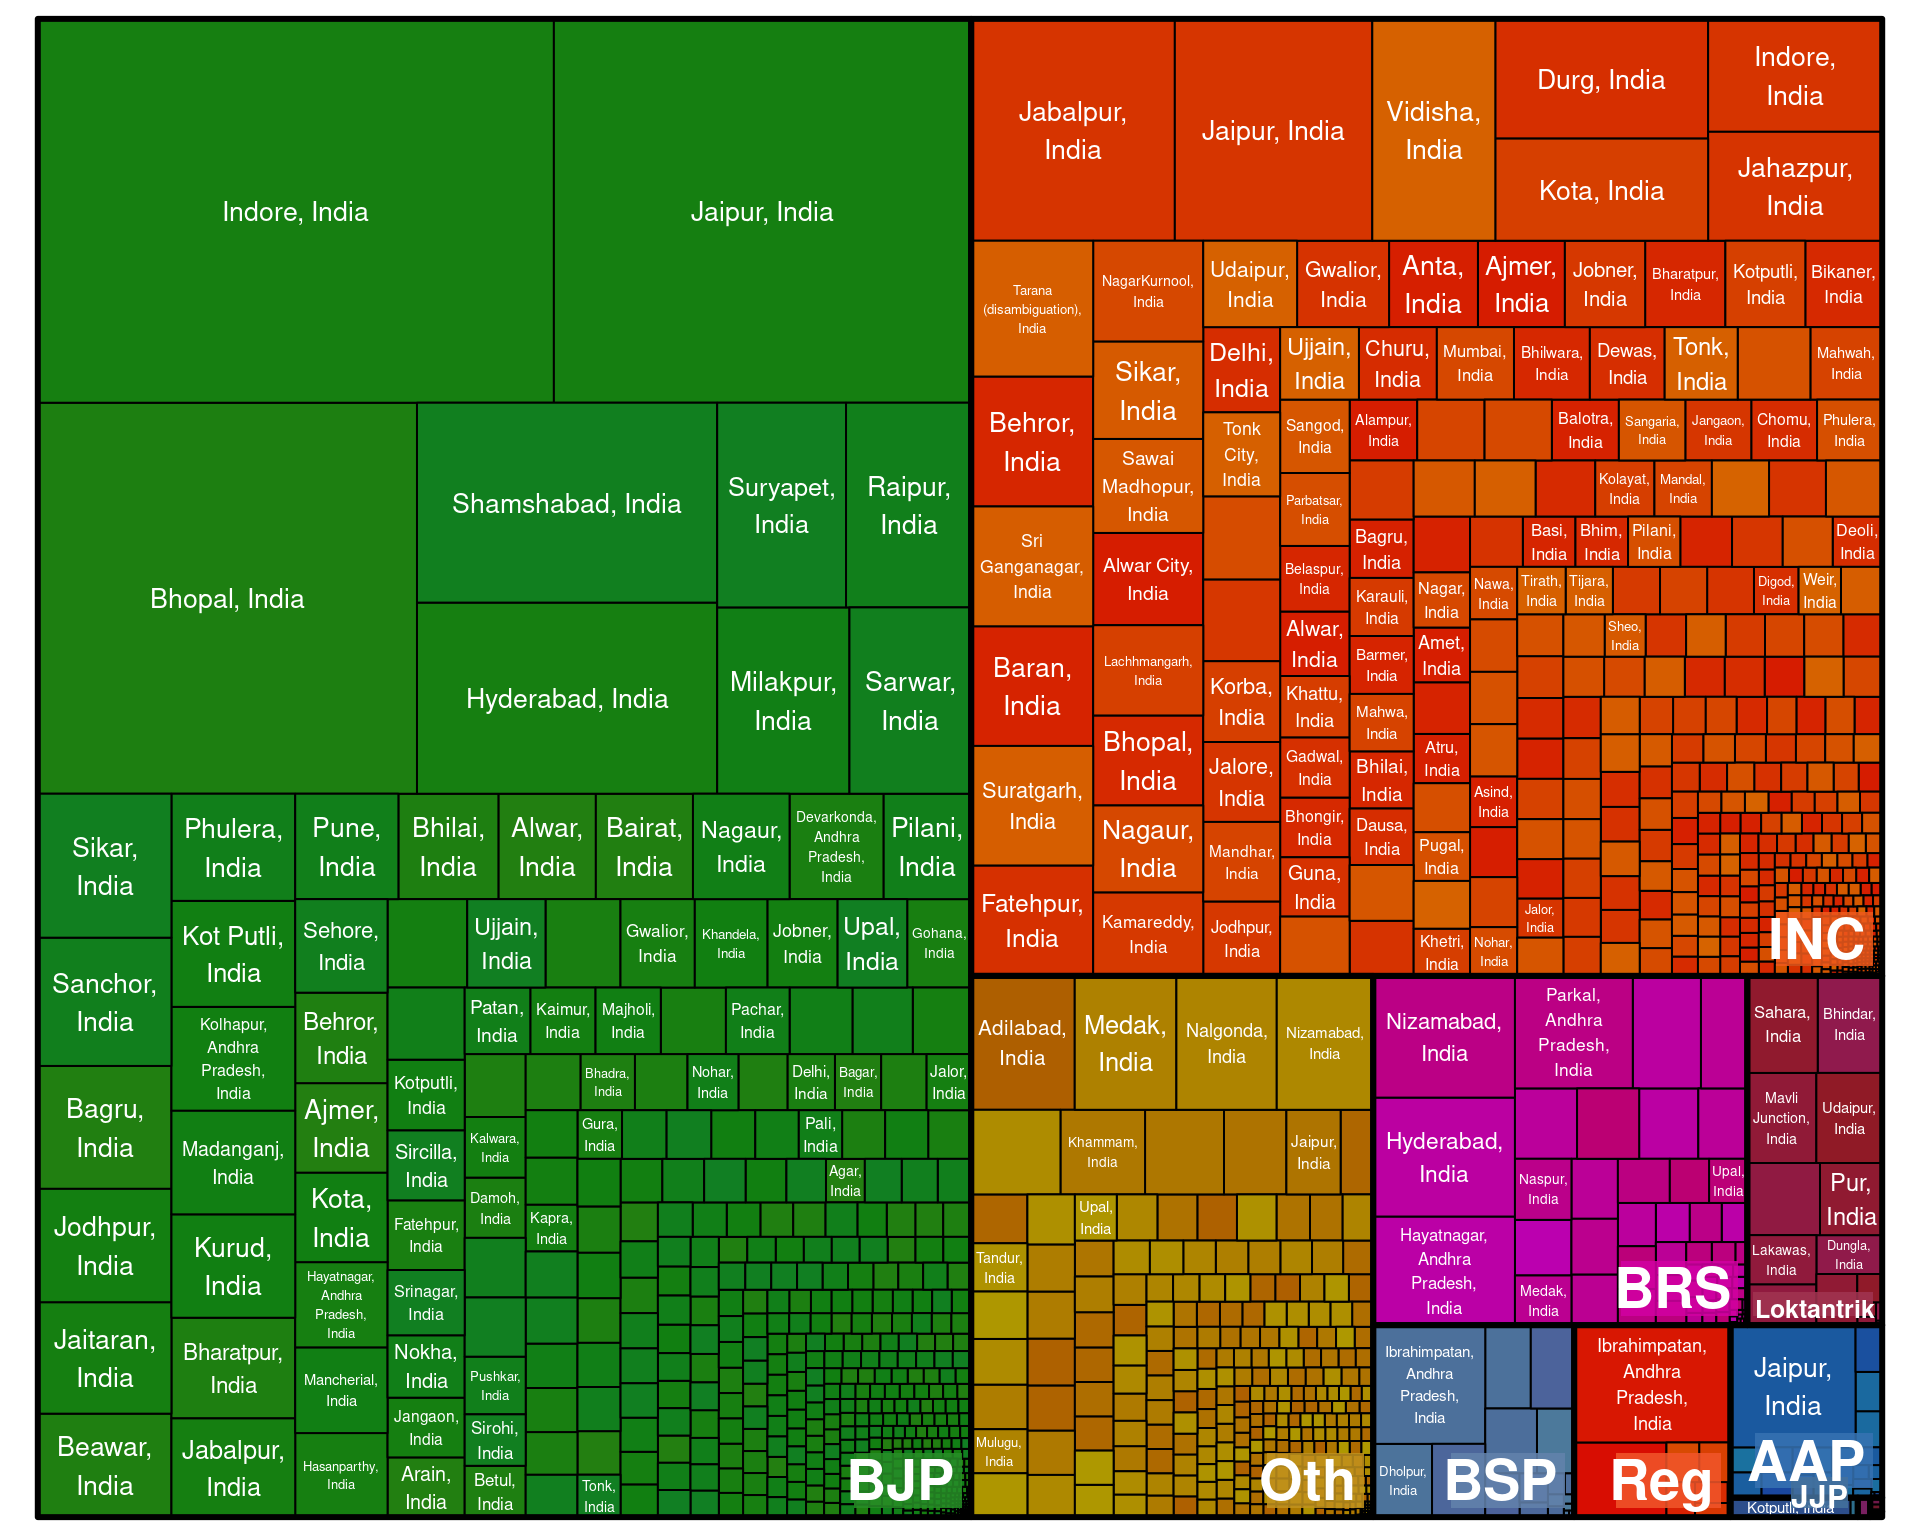 Indore, India
Jaipur, India
Bhopal, India
Shamshabad, India
Suryapet,
India
Raipur,
India
Hyderabad, India
Milakpur,
India
Sarwar,
India
Sikar,
India
Phulera,
India
Pune,
India
Bhilai,
India
Alwar,
India
Bairat,
India
Nagaur,
India
Devarkonda,
Andhra
Pradesh,
India
Pilani,
India
Sanchor,
India
Kot Putli,
India
Sehore,
India
Ujjain,
India
Gwalior,
India
Khandela,
India
Jobner,
India
Upal,
India
Gohana,
India
Kolhapur,
Andhra
Pradesh,
India
Behror,
India
Patan,
India
Kaimur,
India
Majholi,
India
Pachar,
India
Bagru,
India
Madanganj,
India
Ajmer,
India
Kotputli,
India
Bhadra,
India
Nohar,
India
Delhi,
India
Bagar,
India
Jalor,
India
Sircilla,
India
Kalwara,
India
Gura,
India
Pali,
India
Jodhpur,
India
Kurud,
India
Kota,
India
Fatehpur,
India
Damoh,
India
Kapra,
India
Agar,
India
Hayatnagar,
Andhra
Pradesh,
India
Srinagar,
India
Jaitaran,
India
Bharatpur,
India
Mancherial,
India
Nokha,
India
Pushkar,
India
Jangaon,
India
Sirohi,
India
Beawar,
India
Jabalpur,
India
Hasanparthy,
India
Arain,
India
Betul,
India
Tonk,
India
BJP
Jabalpur,
India
Jaipur, India
Vidisha,
India
Durg, India
Kota, India
Indore,
India
Jahazpur,
India
Tarana
(disambiguation),
India
NagarKurnool,
India
Udaipur,
India
Gwalior,
India
Anta,
India
Ajmer,
India
Jobner,
India
Bharatpur,
India
Kotputli,
India
Bikaner,
India
Sikar,
India
Delhi,
India
Ujjain,
India
Churu,
India
Mumbai,
India
Bhilwara,
India
Dewas,
India
Tonk,
India
Mahwah,
India
Behror,
India
Sawai
Madhopur,
India
Tonk
City,
India
Sangod,
India
Alampur,
India
Balotra,
India
Sangaria,
India
Jangaon,
India
Chomu,
India
Phulera,
India
Parbatsar,
India
Kolayat,
India
Mandal,
India
Sri
Ganganagar,
India
Alwar City,
India
Belaspur,
India
Bagru,
India
Basi,
India
Bhim,
India
Pilani,
India
Deoli,
India
Karauli,
India
Nagar,
India
Nawa,
India
Tirath,
India
Tijara,
India
Digod,
India
Weir,
India
Baran,
India
Lachhmangarh,
India
Alwar,
India
Barmer,
India
Amet,
India
Sheo,
India
Korba,
India
Khattu,
India
Mahwa,
India
Bhopal,
India
Jalore,
India
Gadwal,
India
Bhilai,
India
Atru,
India
Suratgarh,
India
Nagaur,
India
Mandhar,
India
Bhongir,
India
Dausa,
India
Asind,
India
Pugal,
India
Fatehpur,
India
Kamareddy,
India
Jodhpur,
India
Guna,
India
Khetri,
India
Nohar,
India
Jalor,
India
INC
Adilabad,
India
Medak,
India
Nalgonda,
India
Nizamabad,
India
Khammam,
India
Jaipur,
India
Upal,
India
Tandur,
India
Mulugu,
India
Oth
Nizamabad,
India
Parkal,
Andhra
Pradesh,
India
Hyderabad,
India
Naspur,
India
Upal,
India
Hayatnagar,
Andhra
Pradesh,
India
Medak,
India
BRS
Sahara,
India
Bhindar,
India
Mavli
Junction,
India
Udaipur,
India
Pur,
India
Lakawas,
India
Dungla,
India
Loktantrik
Ibrahimpatan,
Andhra
Pradesh,
India
Dholpur,
India
BSP
Ibrahimpatan,
Andhra
Pradesh,
India
Reg
Jaipur,
India
AAP
Kotputli, India
JJP